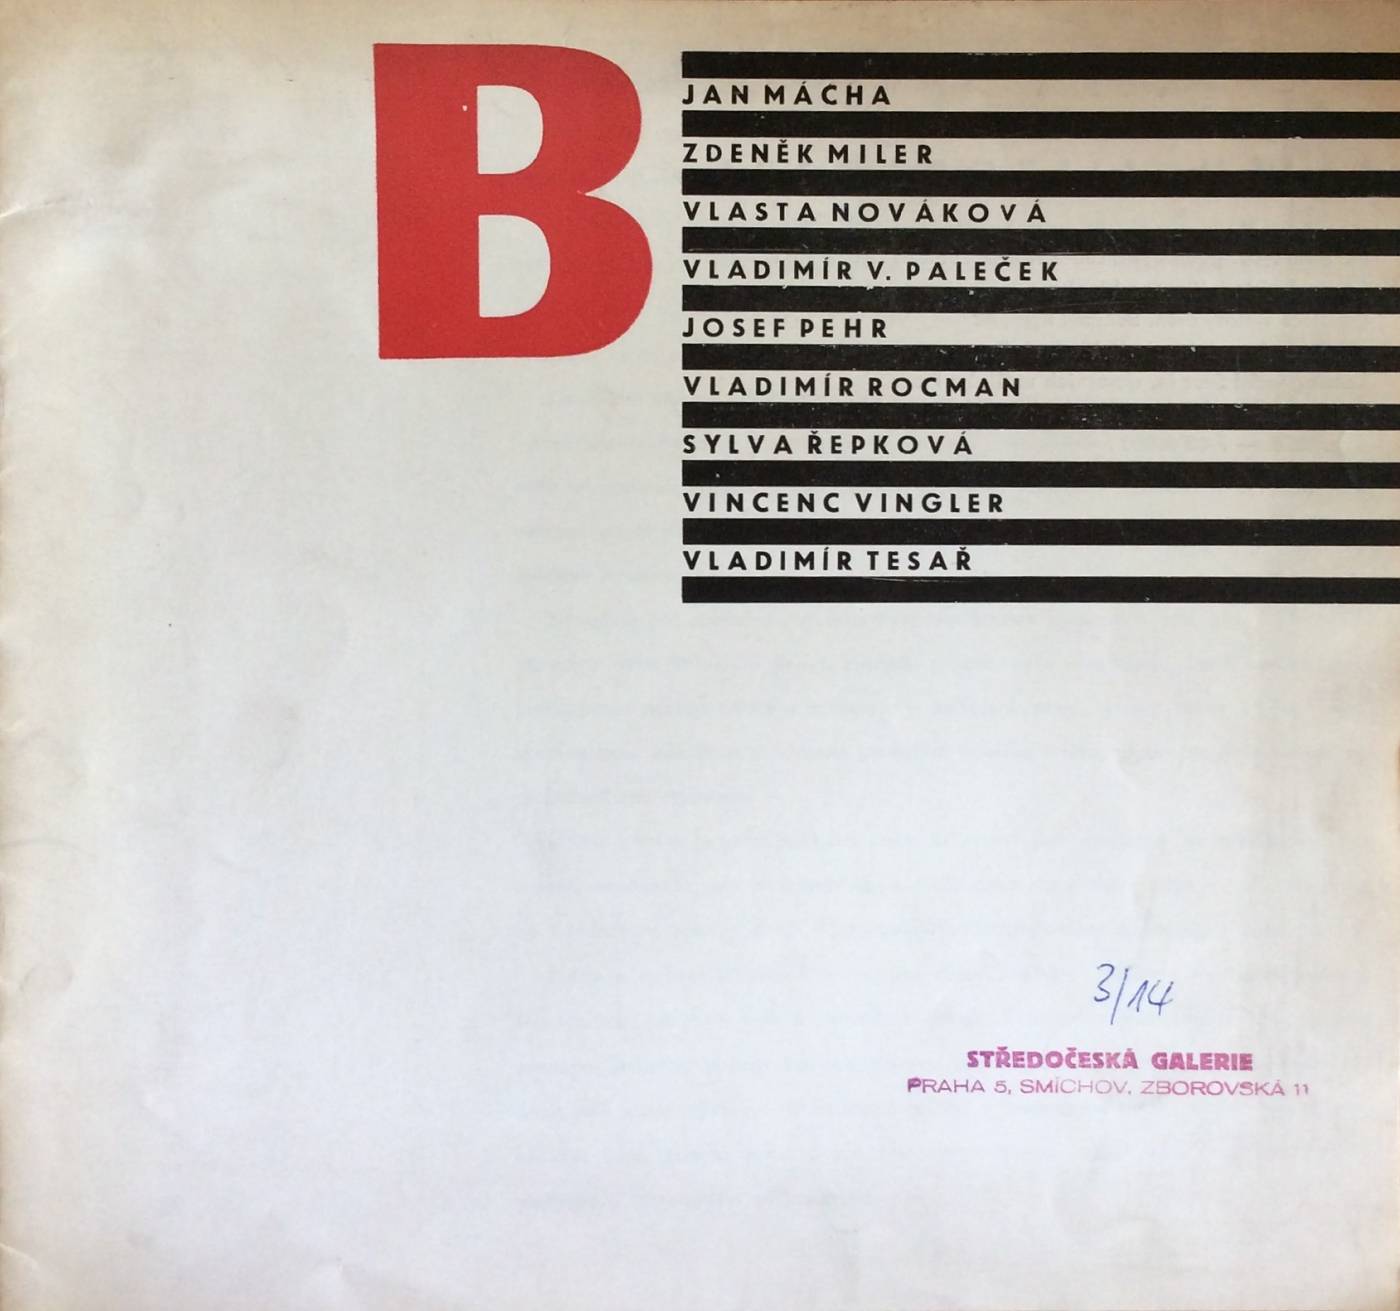 B
JAN MÁCHA
ZDENĚK MILER
VLASTA NOVÁKOVÁ
VLADIMÍR V. PALEČEK
JOSEF PEHR
VLADIMÍR ROCMAN
SYLVA ŘEPKOVÁ
VINCENC VINGLER
VLADIMÍR TESAŘ
3/14
STŘEDOČESKÁ GALERIE
PRAHA 5, SMÍCHOV, ZBOROVSKÁ 11